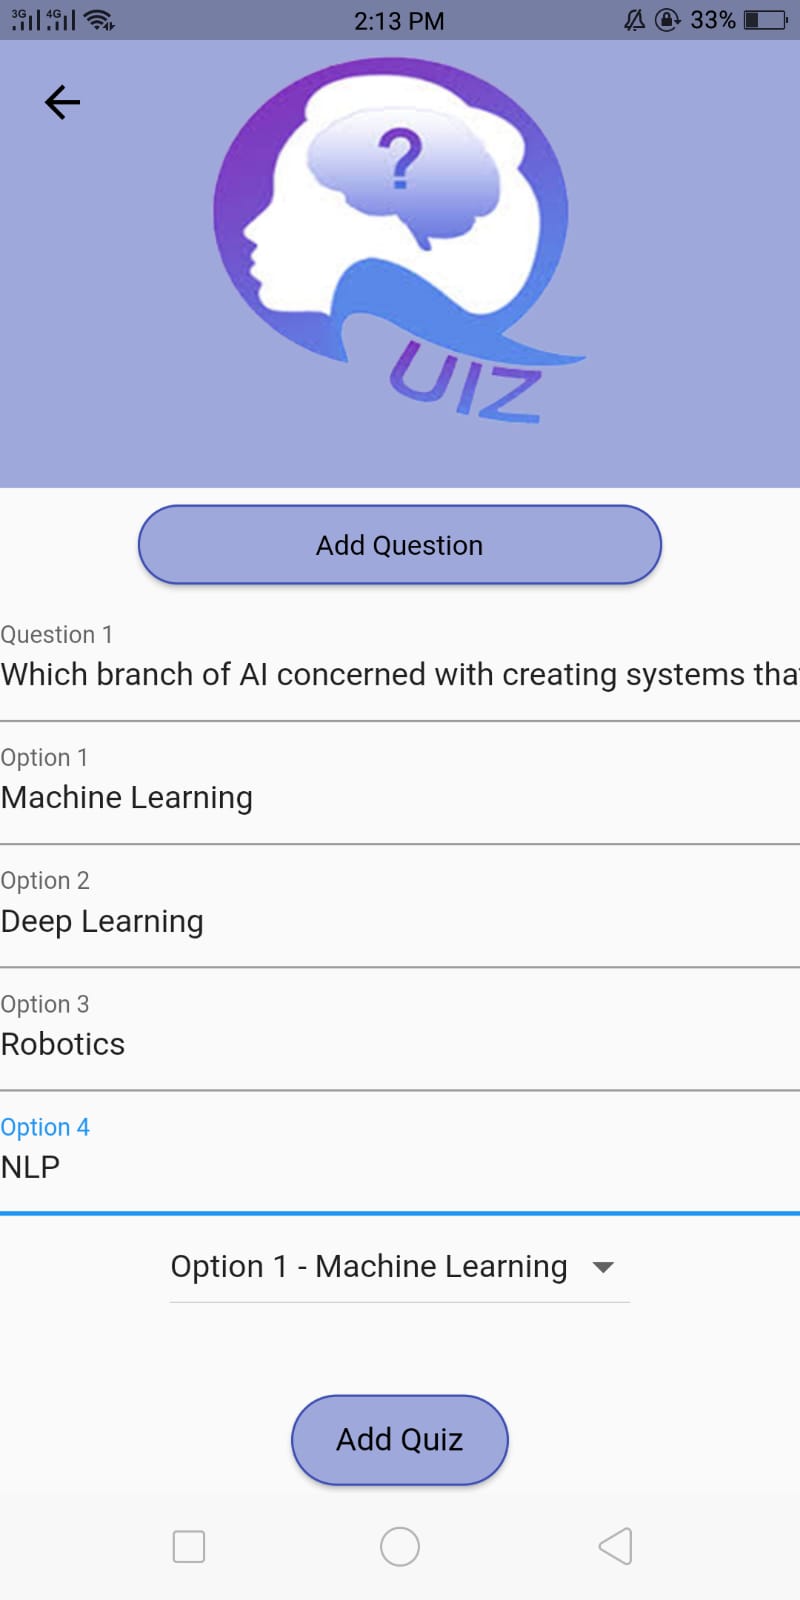 3G 4G 2:13 PM 33%
?
UIZ
Add Question
Question 1
Which branch of AI concerned with creating systems tha
Option 1
Machine Learning
Option 2
Deep Learning
Option 3
Robotics
Option 4
NLP
Option 1 - Machine Learning
Add Quiz